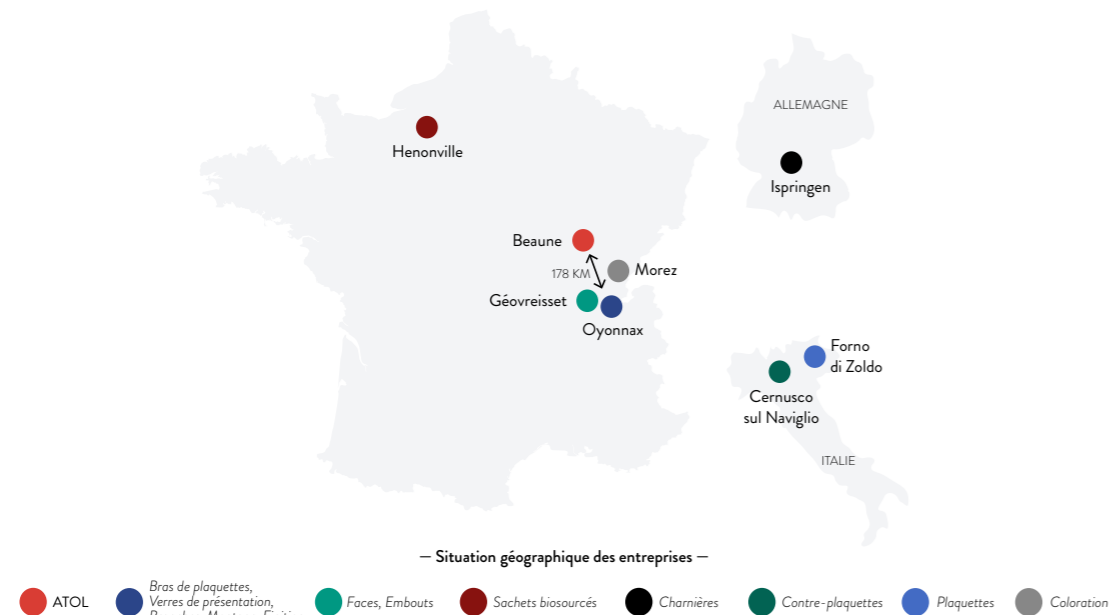 ALLEMAGNE
Henonville
Ispringen
Beaune
178 KM
Morez
Géovreisset
Oyonnax
Forno
di Zoldo
Cernusco
sul Naviglio
ITALIE
— Situation géographique des entreprises —
ATOL
Bras de plaquettes,
Verres de présentation,
Faces, Embouts
Sachets biosourcés
Charnières
Contre-plaquettes
Plaquettes
Coloration